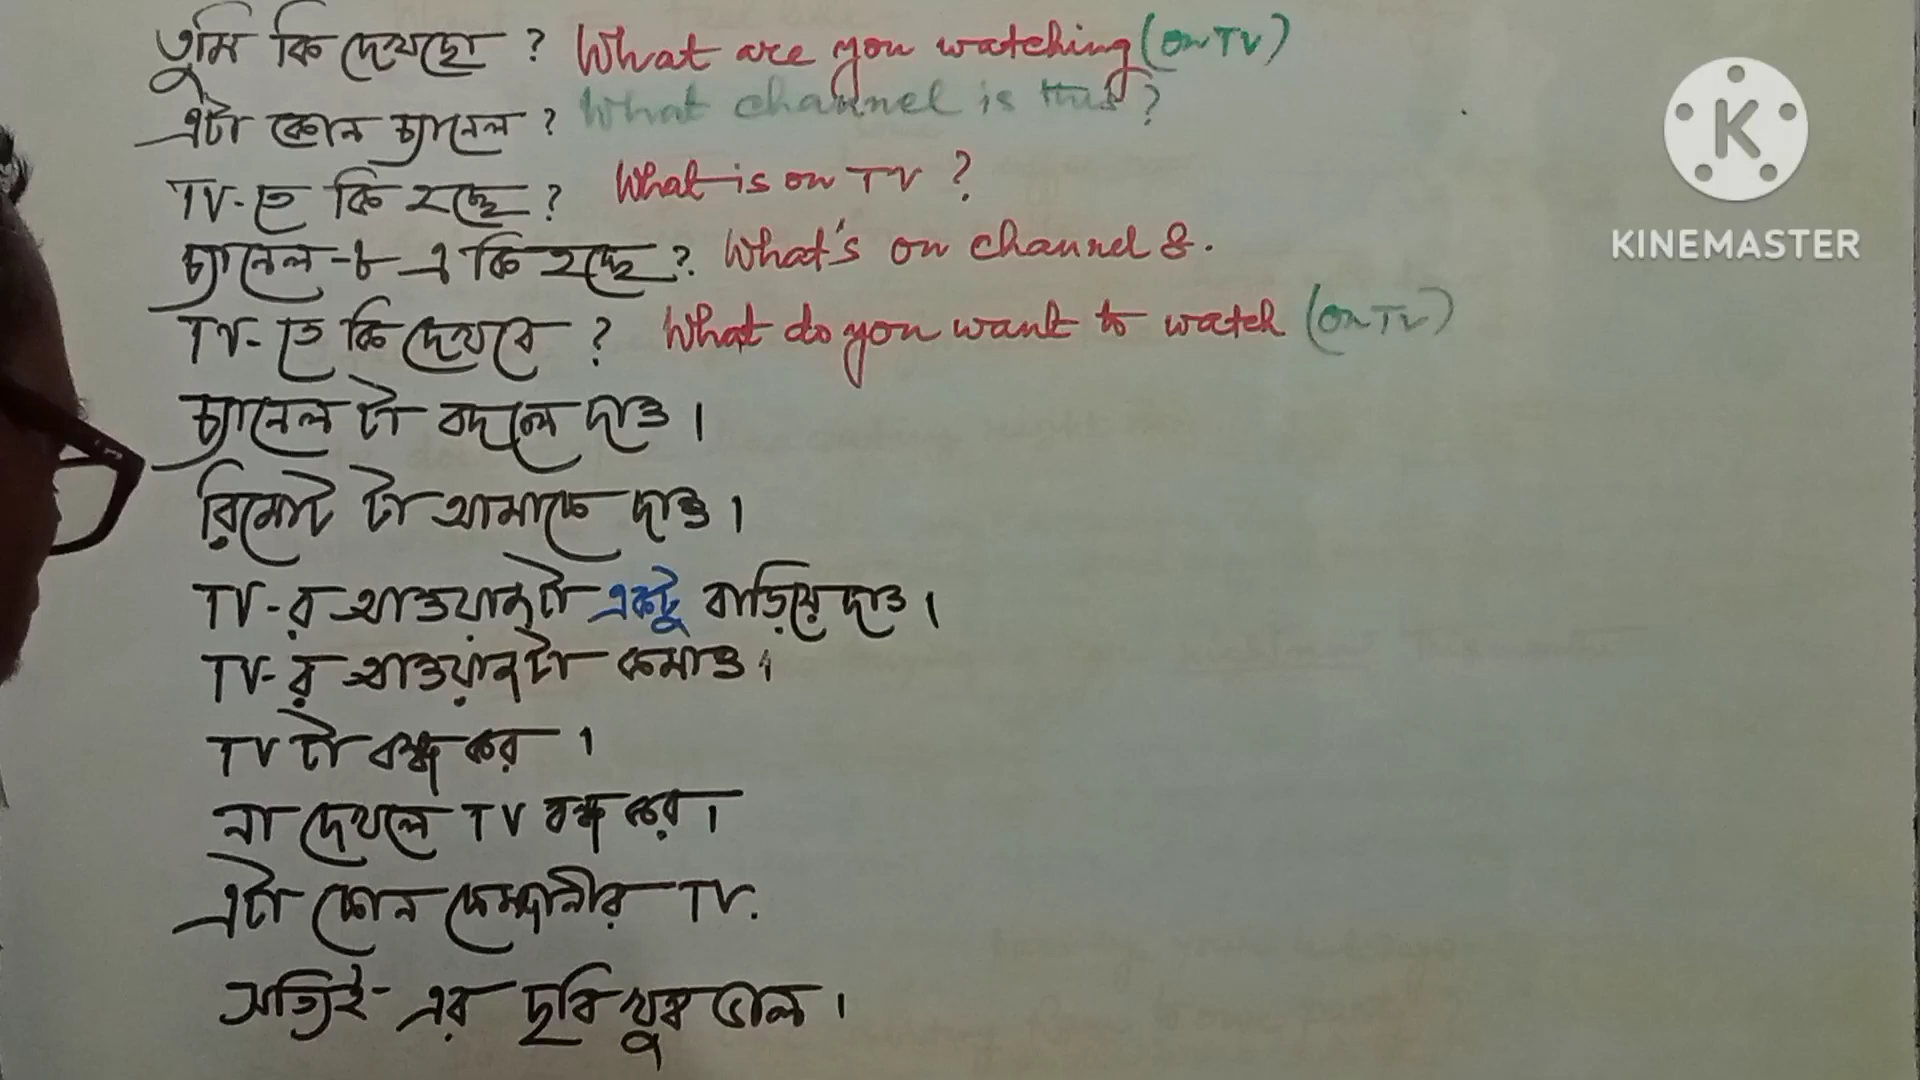 তুমি কি দেখছো ? What are you watching (on TV)
এটা কোন চ্যানেল ? What channel is this ?
TV-তে কি হচ্ছে ? What is on TV ?
চ্যানেল-৮ এ কি হচ্ছে ? What's on channel 8.
TV-তে কি দেখবে ? What do you want to watch (on TV)
চ্যানেল টা বদলে দাও ।
রিমোট টা আমাকে দাও ।
TV-র আওয়াজটা একটু বাড়িয়ে দাও ।
TV-র আওয়াজটা কমাও ।
TV টা বন্ধ কর ।
না দেখলে TV বন্ধ কর ।
এটা কোন কোম্পানীর TV.
সত্যিই- এর ছবি খুব ভাল ।
K
KINEMASTER